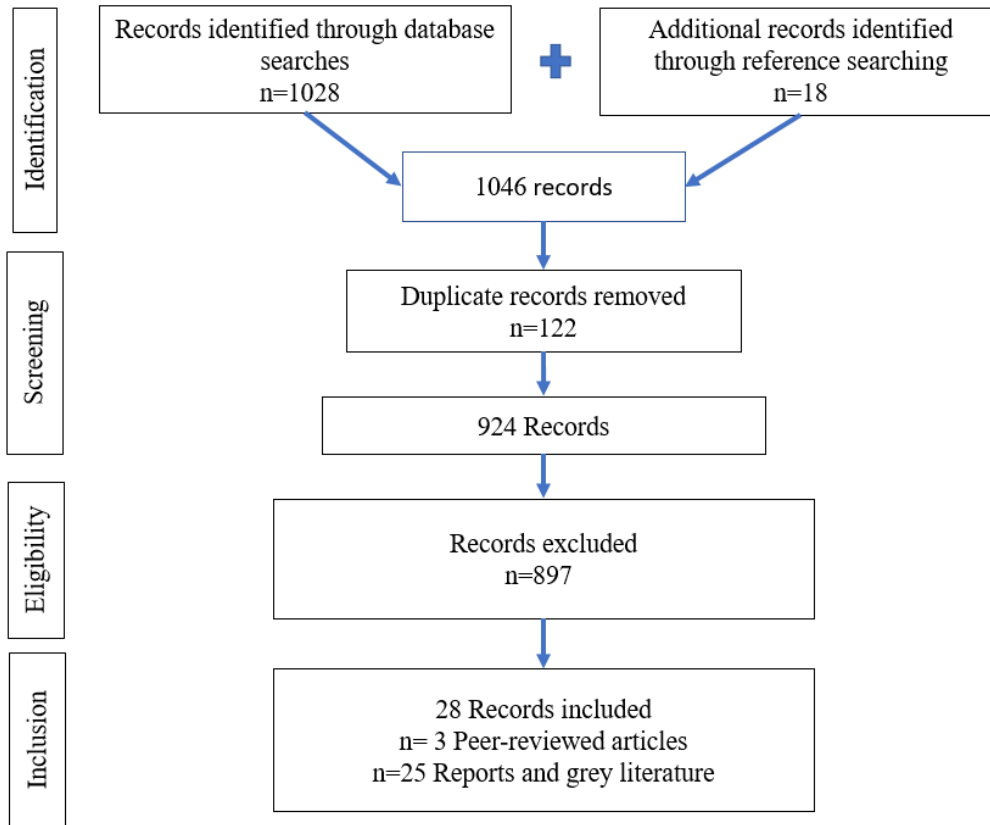 Identification
Records identified through database
searches
n=1028
Additional records identified
through reference searching
n=18
1046 records
Screening
Duplicate records removed
n=122
924 Records
Eligibility
Records excluded
n=897
Inclusion
28 Records included
n= 3 Peer-reviewed articles
n=25 Reports and grey literature